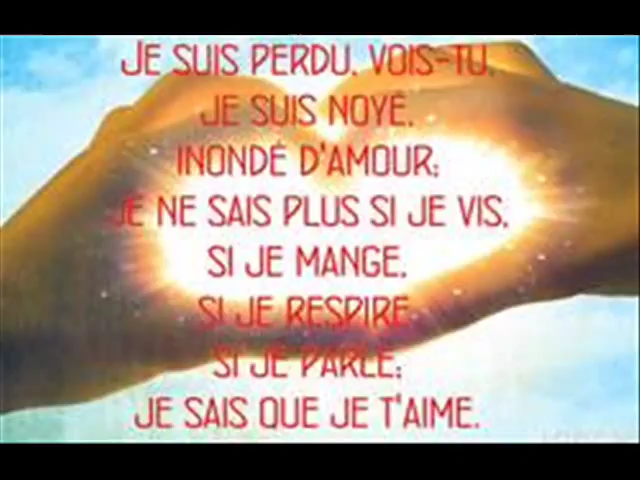 JE SUIS PERDU, VOIS-TU,
JE SUIS NOYÉ,
INONDÉ D'AMOUR;
JE NE SAIS PLUS SI JE VIS,
SI JE MANGE,
SI JE RESPIRE,
SI JE PARLE;
JE SAIS QUE JE T'AIME.